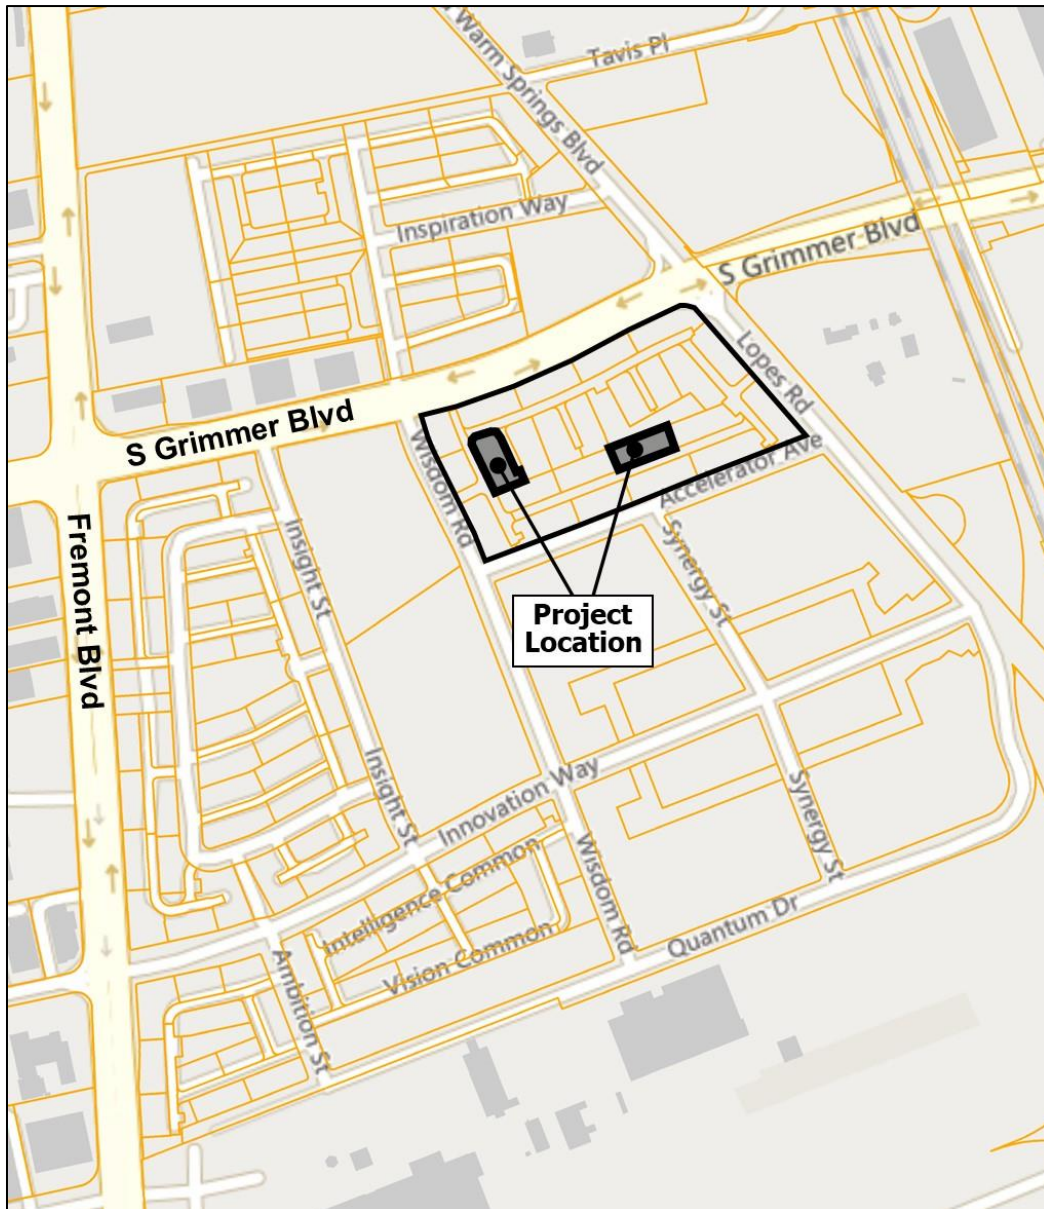 Warm Springs Blvd
Tavis Pl
Inspiration Way
S Grimmer Blvd
Lopes Rd
S Grimmer Blvd
Wisdom Rd
Accelerator Ave
Insight St
Synergy St
Fremont Blvd
Project
Location
Insight St
Innovation Way
Synergy St
Intelligence Common
Wisdom Rd
Vision Common
Quantum Dr
Ambition St